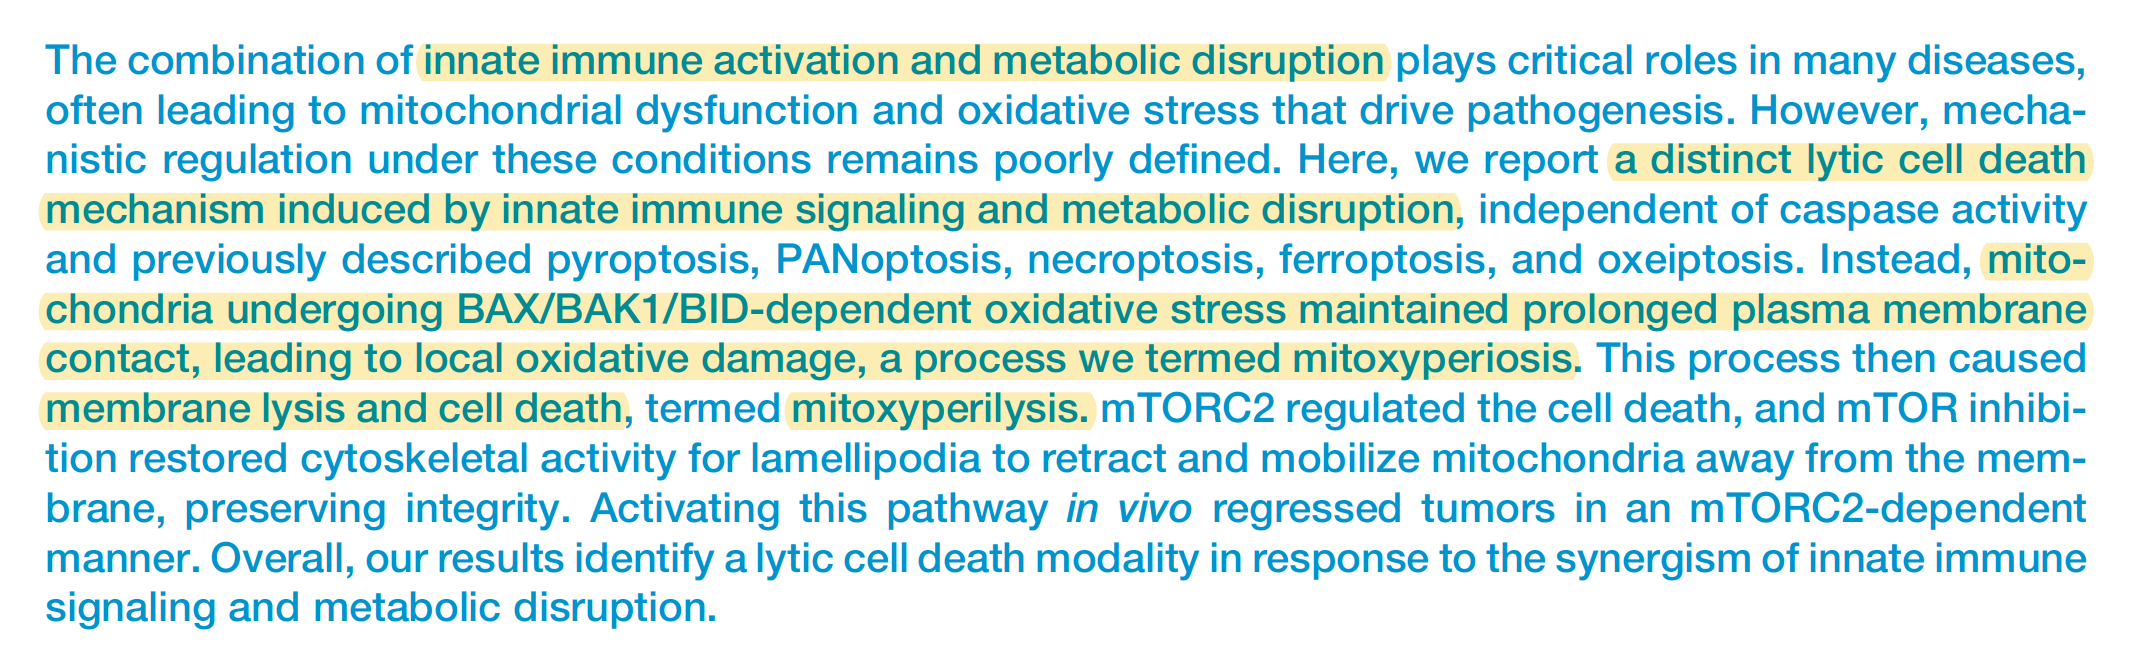 The combination of innate immune activation and metabolic disruption plays critical roles in many diseases,
often leading to mitochondrial dysfunction and oxidative stress that drive pathogenesis. However, mecha-
nistic regulation under these conditions remains poorly defined. Here, we report a distinct lytic cell death
mechanism induced by innate immune signaling and metabolic disruption, independent of caspase activity
and previously described pyroptosis, PANoptosis, necroptosis, ferroptosis, and oxeiptosis. Instead, mito-
chondria undergoing BAX/BAK1/BID-dependent oxidative stress maintained prolonged plasma membrane
contact, leading to local oxidative damage, a process we termed mitoxyperiosis. This process then caused
membrane lysis and cell death, termed mitoxyperilysis. mTORC2 regulated the cell death, and mTOR inhibi-
tion restored cytoskeletal activity for lamellipodia to retract and mobilize mitochondria away from the mem-
brane, preserving integrity. Activating this pathway in vivo regressed tumors in an mTORC2-dependent
manner. Overall, our results identify a lytic cell death modality in response to the synergism of innate immune
signaling and metabolic disruption.